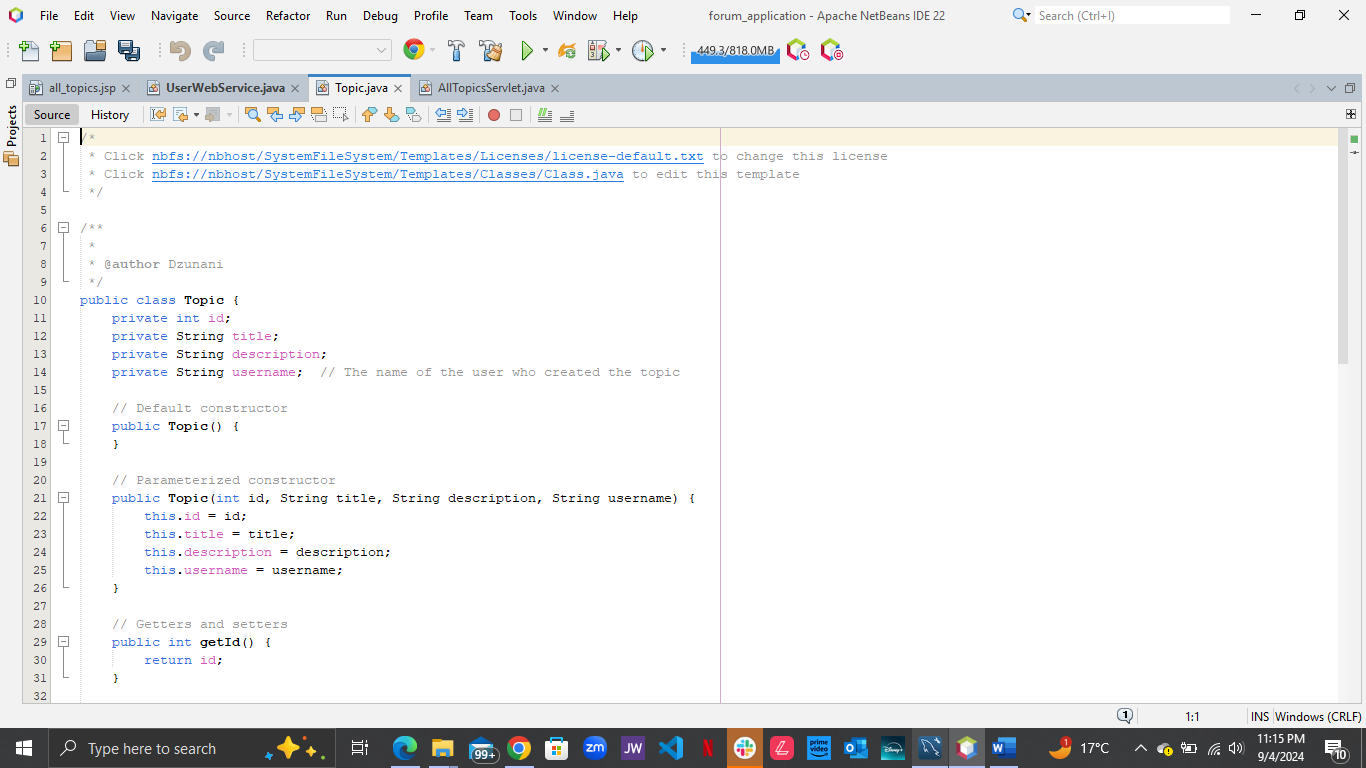 File Edit View Navigate Source Refactor Run Debug Profile Team Tools Window Help forum_application - Apache NetBeans IDE 22 Search (Ctrl+I)
449.3/818.0MB
all_topics.jsp UserWebService.java Topic.java AllTopicsServlet.java
Projects
Source History
1 /*
2 * Click nbfs://nbhost/SystemFileSystem/Templates/Licenses/license-default.txt to change this license
3 * Click nbfs://nbhost/SystemFileSystem/Templates/Classes/Class.java to edit this template
4 */
5
6 /**
7 *
8 * @author Dzunani
9 */
10 public class Topic {
11 private int id;
12 private String title;
13 private String description;
14 private String username; // The name of the user who created the topic
15
16 // Default constructor
17 public Topic() {
18 }
19
20 // Parameterized constructor
21 public Topic(int id, String title, String description, String username) {
22 this.id = id;
23 this.title = title;
24 this.description = description;
25 this.username = username;
26 }
27
28 // Getters and setters
29 public int getId() {
30 return id;
31 }
32
1 1:1 INS Windows (CRLF)
Type here to search 99+ zm JW N prime video Disney+ W 1 17°C 11:15 PM
9/4/2024 10